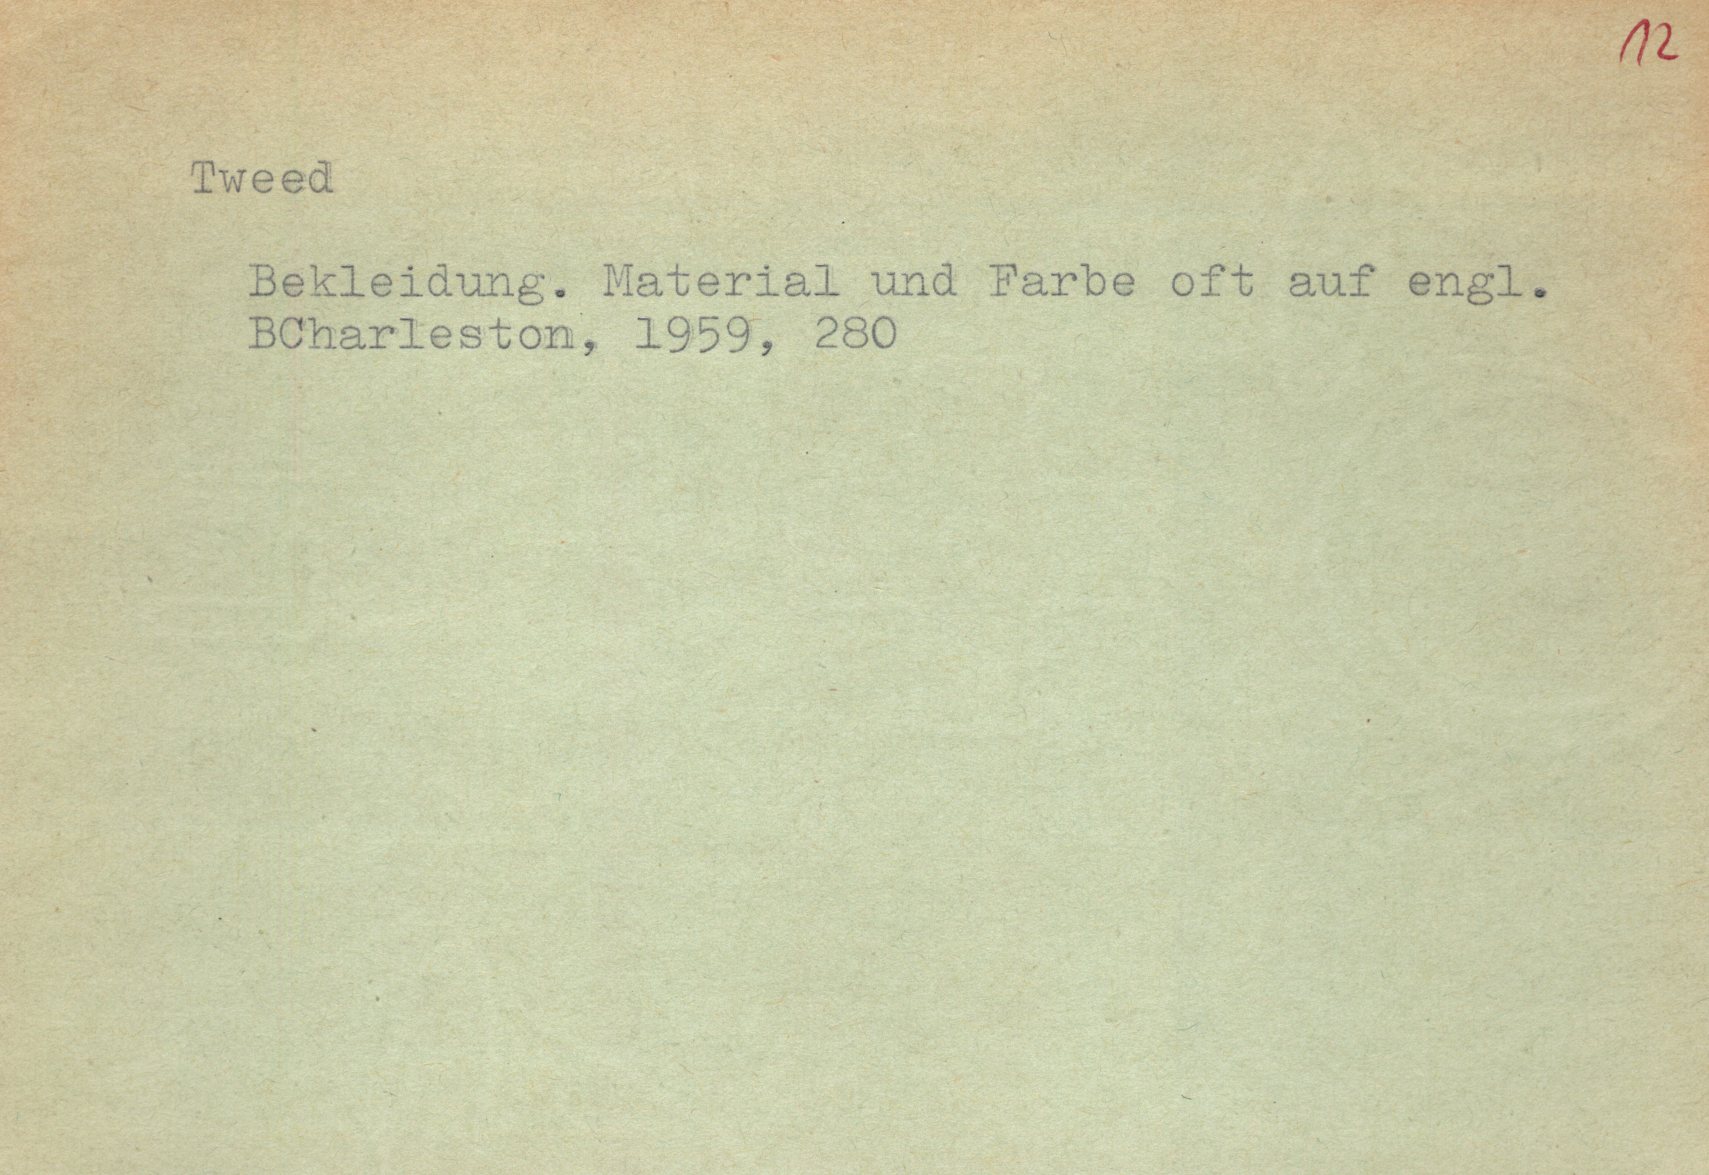 12
Tweed
Bekleidung. Material und Farbe oft auf engl.
BCharleston, 1959, 280